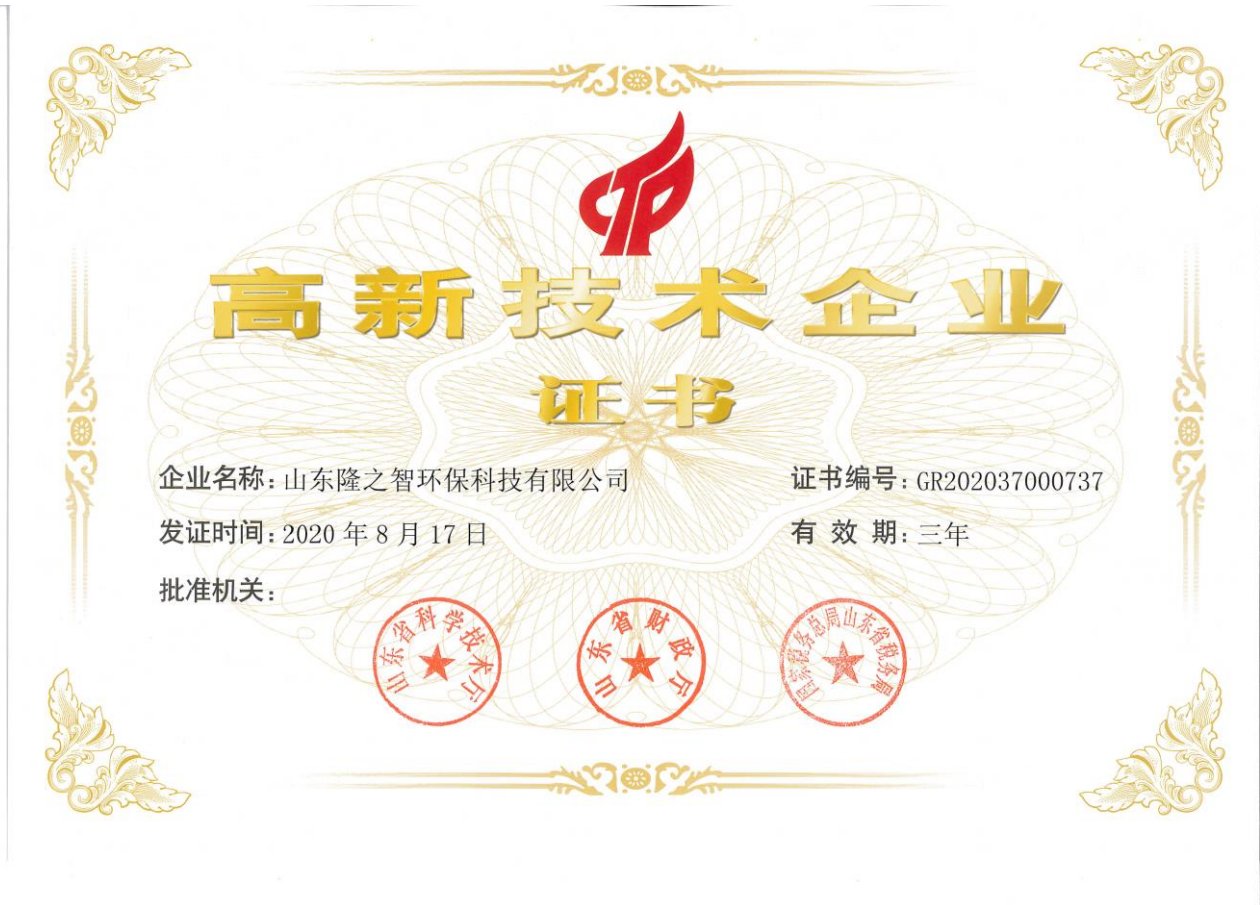 高新技术企业
证书
企业名称：山东隆之智环保科技有限公司
证书编号：GR202037000737
发证时间：2020 年 8 月 17 日
有 效 期：三年
批准机关：
山东省科学技术厅
山东省财政厅
国家税务总局山东省税务局